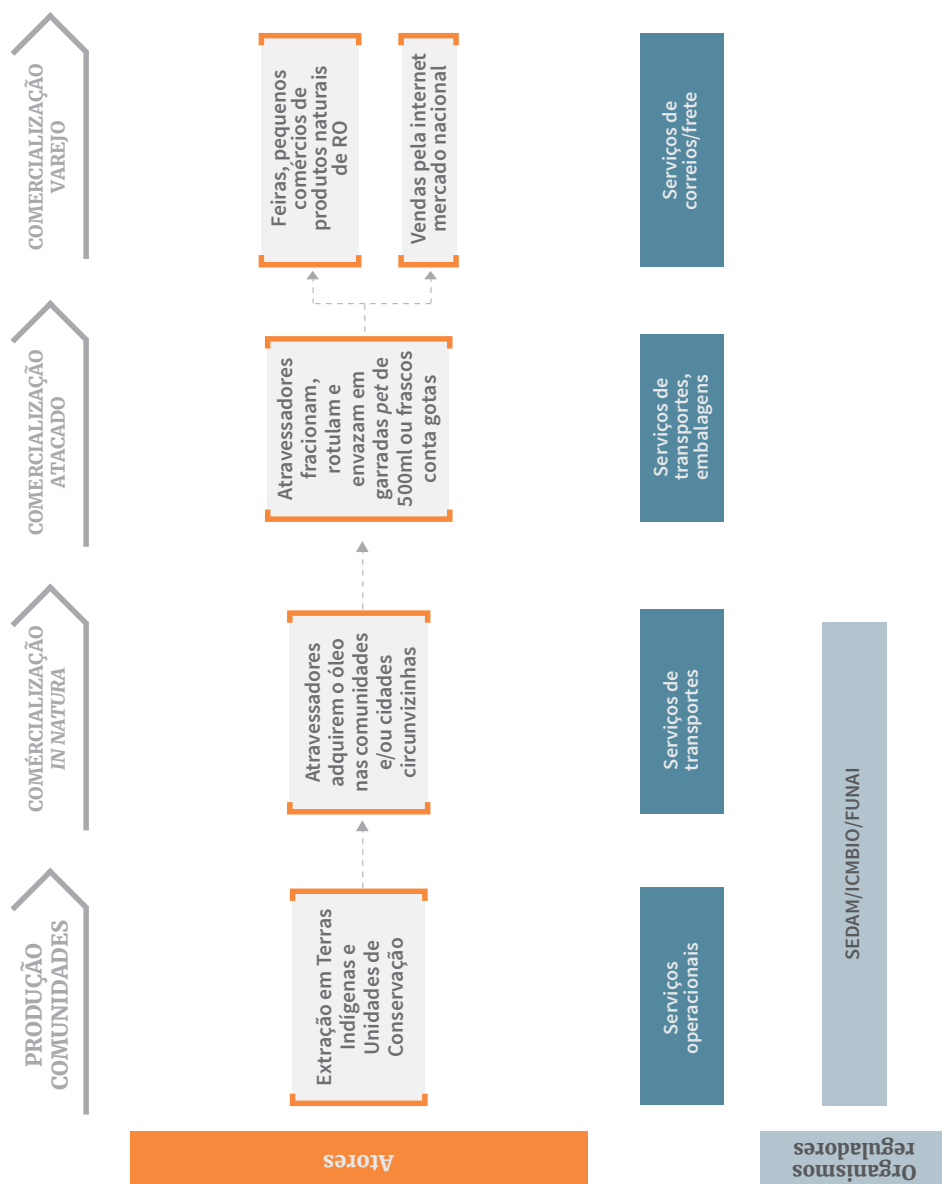 PRODUÇÃO
COMUNIDADES
COMÉRCIALIZAÇÃO
IN NATURA
COMERCIALIZAÇÃO
ATACADO
COMERCIALIZAÇÃO
VAREJO
Atores
Extração em Terras
Indígenas e
Unidades de
Conservação
Atravessadores
adquirem o óleo
nas comunidades
e/ou cidades
circunvizinhas
Atravessadores
fracionam,
rotulam e
envazam em
garradas pet de
500ml ou frascos
conta gotas
Feiras, pequenos
comércios de
produtos naturais
de RO
Vendas pela internet
mercado nacional
Serviços
operacionais
Serviços de
transportes
Serviços de
transportes,
embalagens
Serviços de
correios/frete
Organismos
reguladores
SEDAM/ICMBIO/FUNAI